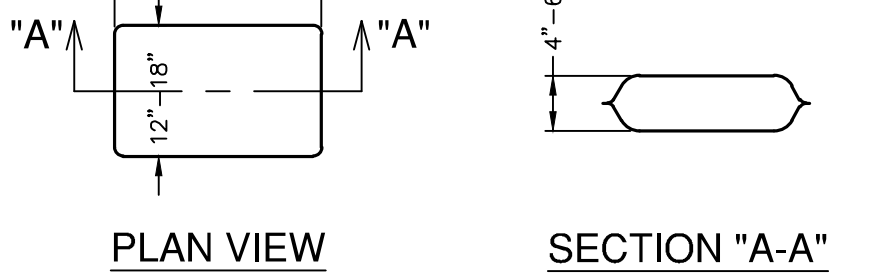 "A" "A"
12"–18"
4"–6
PLAN VIEW
SECTION "A-A"